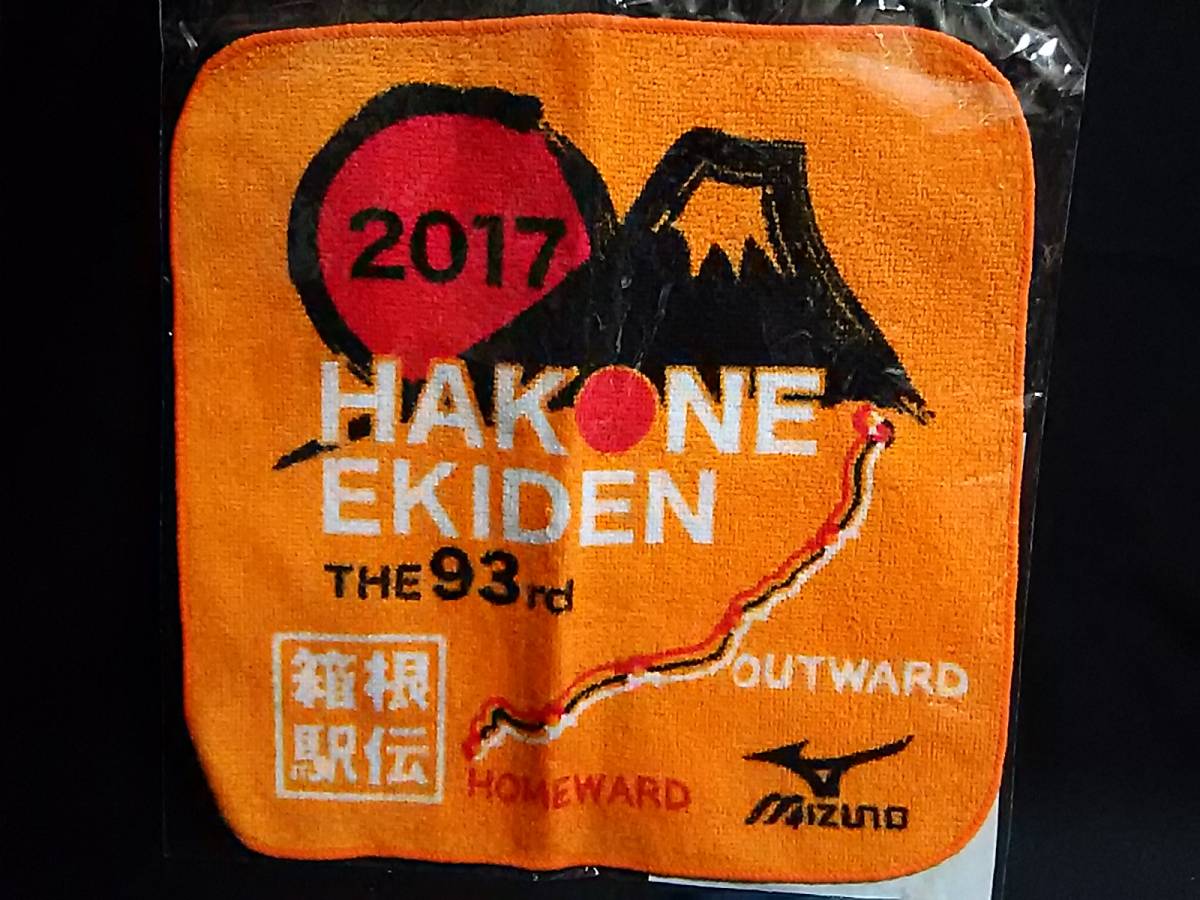 2017
HAKONE
EKIDEN
THE 93rd
OUTWARD
箱根
駅伝
HOMEWARD
MIZUNO